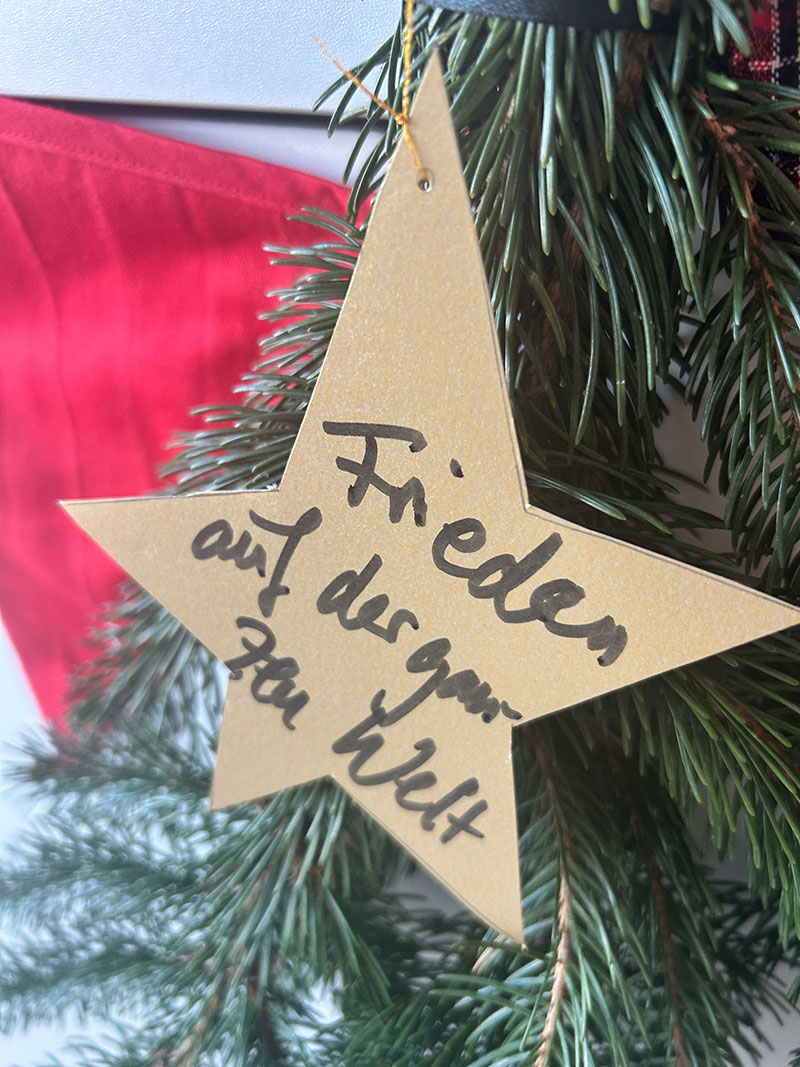 Frieden
auf der gan-
zen Welt